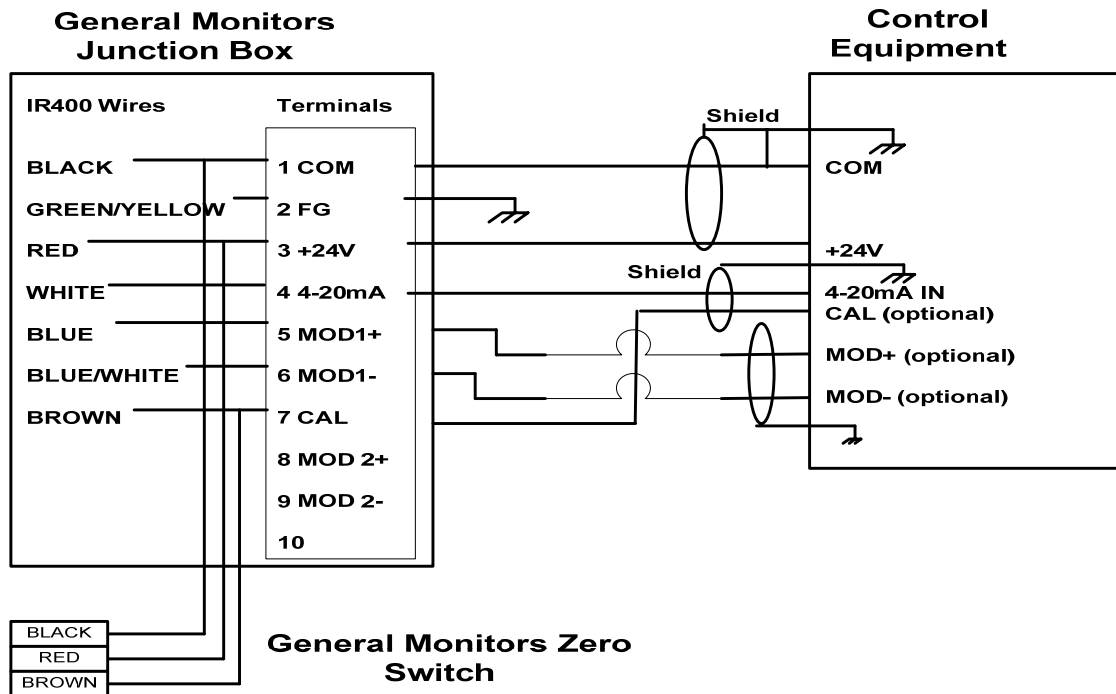 General Monitors
Junction Box
Control
Equipment
IR400 Wires
Terminals
Shield
BLACK
1 COM
COM
GREEN/YELLOW
2 FG
RED
3 +24V
+24V
Shield
WHITE
4 4-20mA
4-20mA IN
CAL (optional)
BLUE
5 MOD1+
MOD+ (optional)
BLUE/WHITE
6 MOD1-
MOD- (optional)
BROWN
7 CAL
8 MOD 2+
9 MOD 2-
10
BLACK
RED
BROWN
General Monitors Zero
Switch